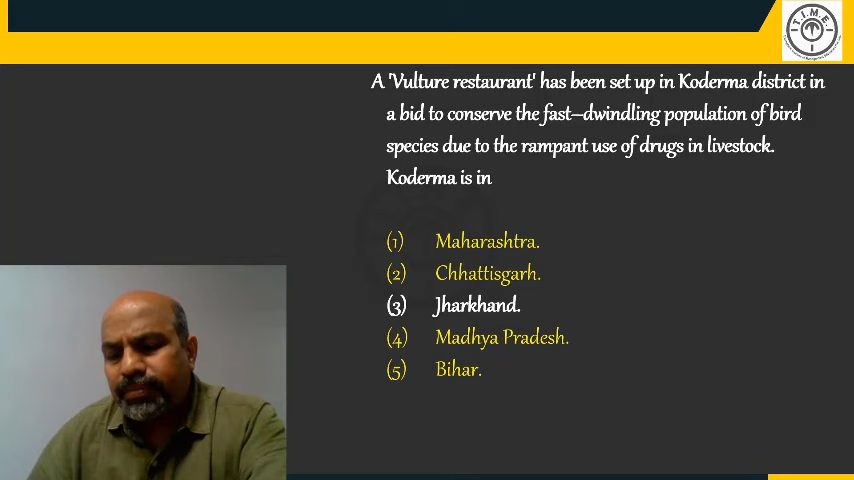 T.I.M.E.
A 'Vulture restaurant' has been set up in Koderma district in
a bid to conserve the fast–dwindling population of bird
species due to the rampant use of drugs in livestock.
Koderma is in
(1) Maharashtra.
(2) Chhattisgarh.
(3) Jharkhand.
(4) Madhya Pradesh.
(5) Bihar.